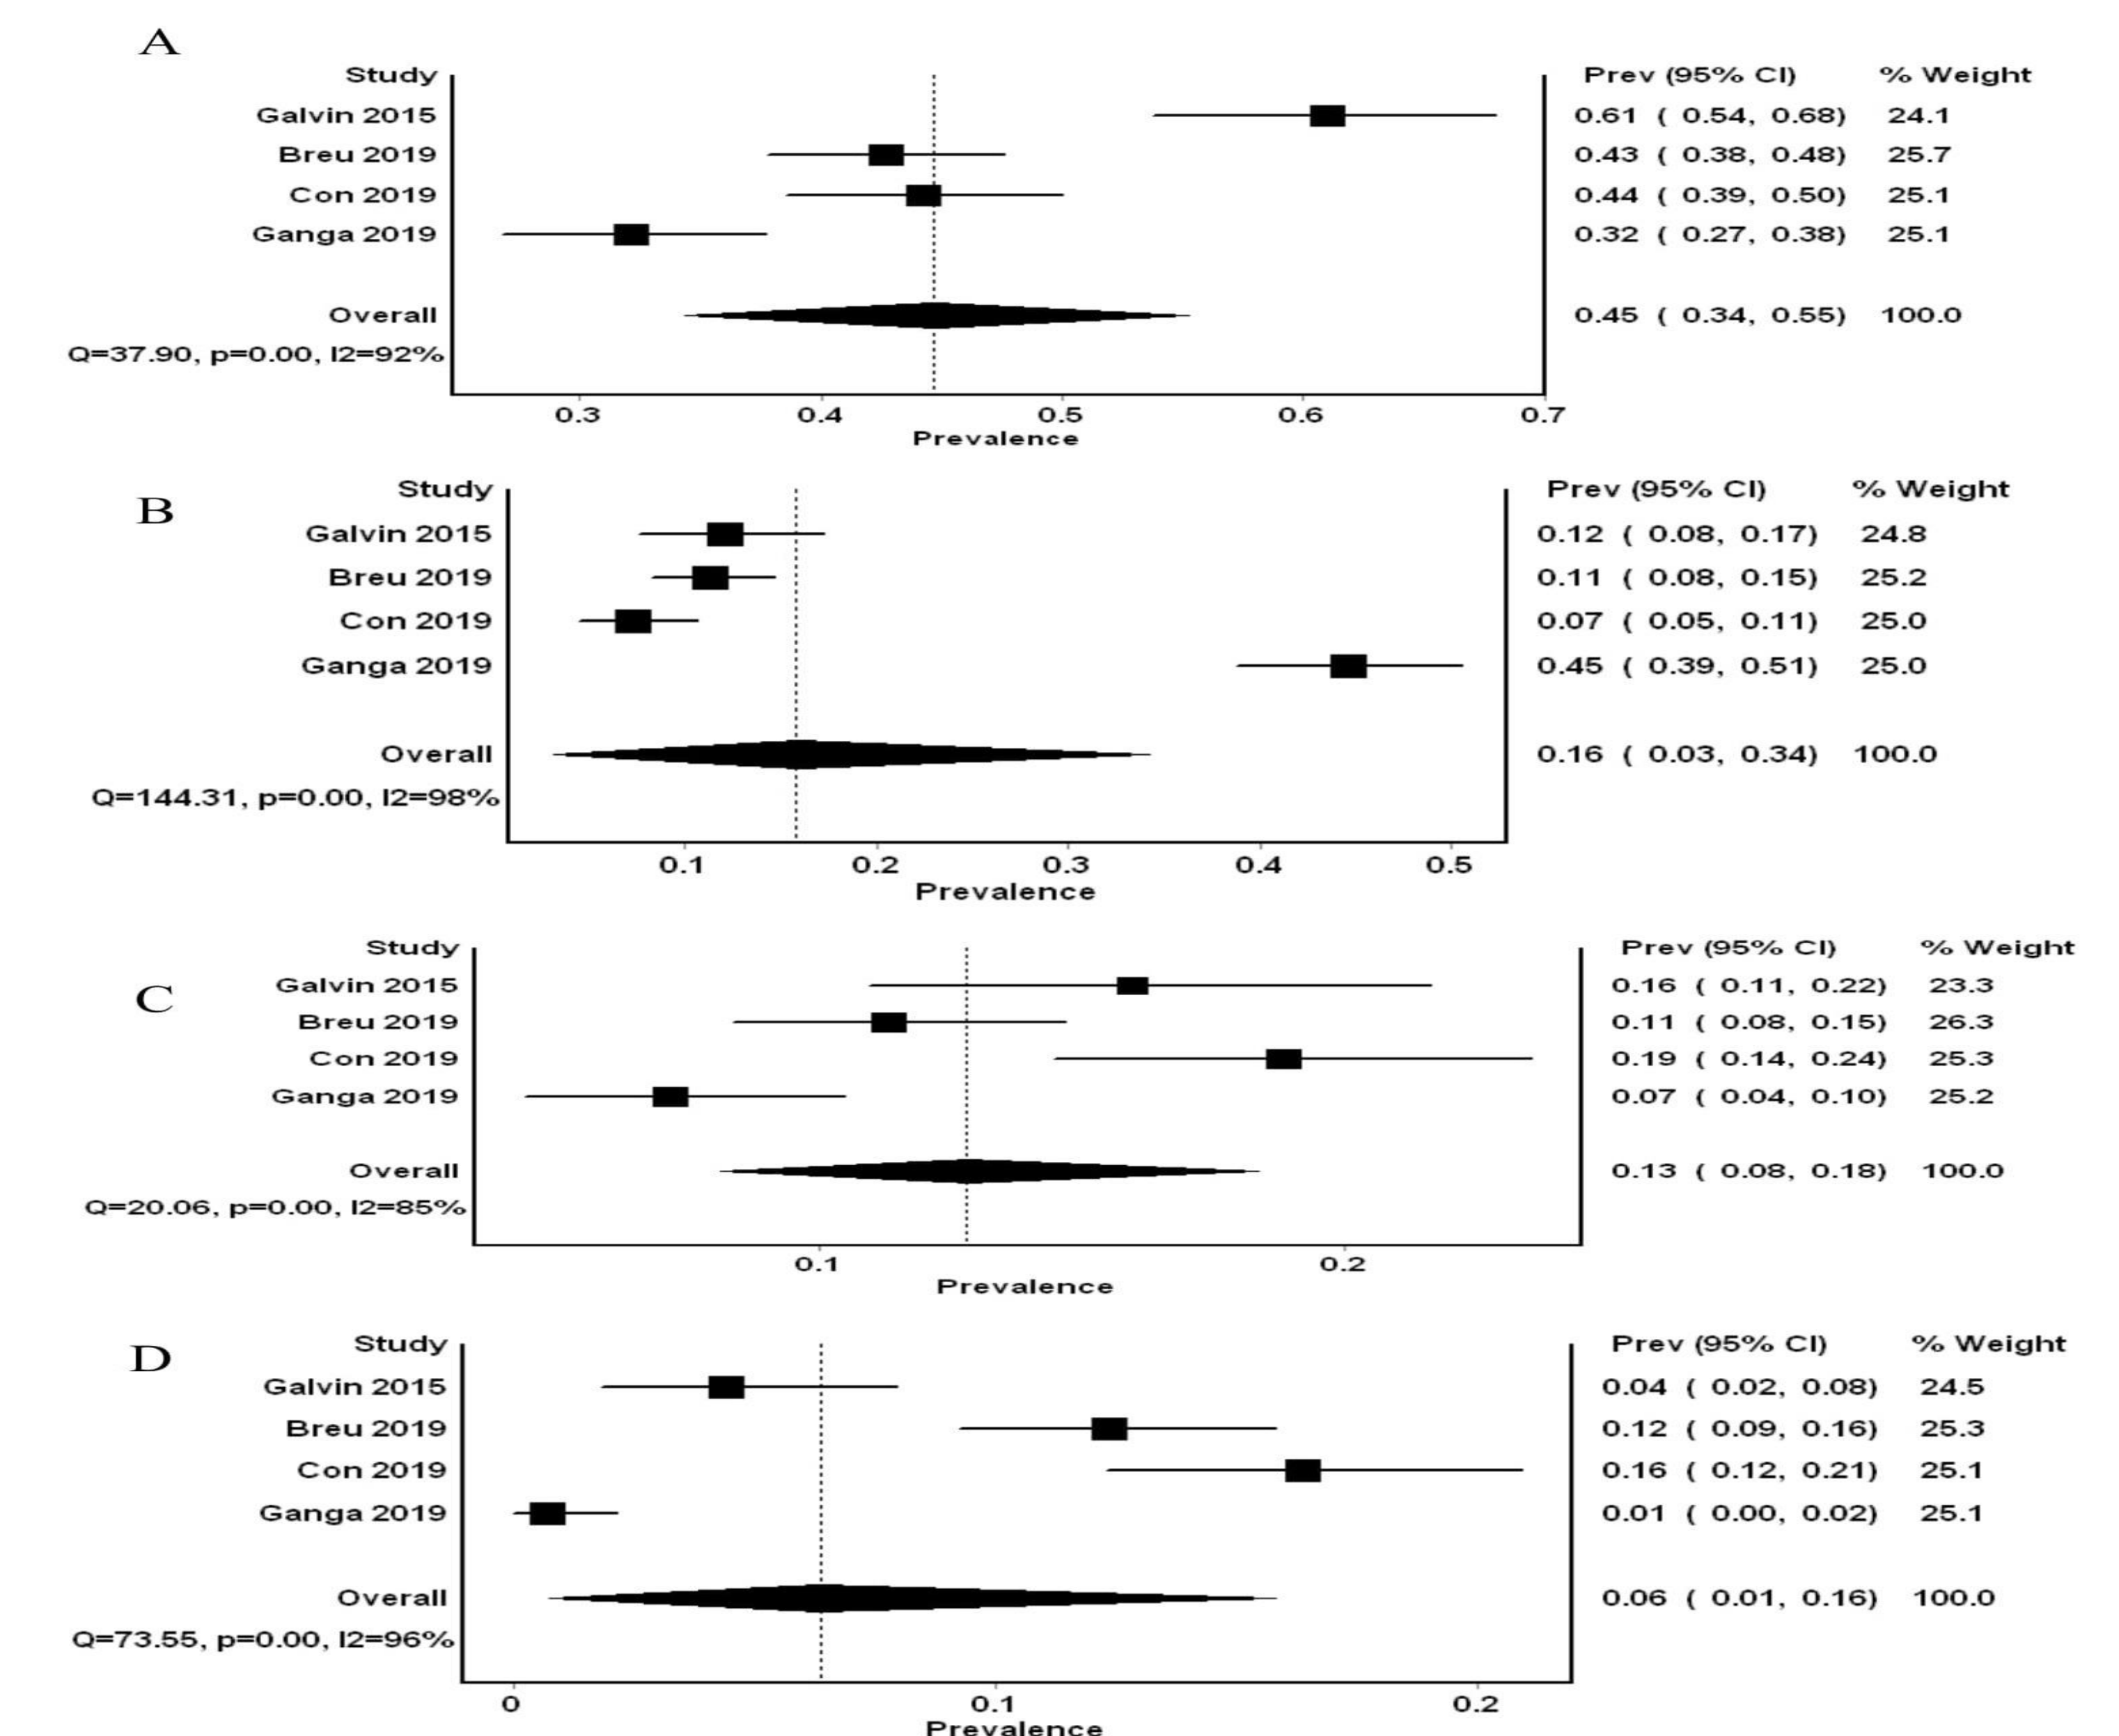 A
Study Prev (95% CI) % Weight
Galvin 2015 0.61 ( 0.54, 0.68) 24.1
Breu 2019 0.43 ( 0.38, 0.48) 25.7
Con 2019 0.44 ( 0.39, 0.50) 25.1
Ganga 2019 0.32 ( 0.27, 0.38) 25.1
Overall 0.45 ( 0.34, 0.55) 100.0
Q=37.90, p=0.00, I2=92%
0.3 0.4 0.5 0.6 0.7
Prevalence
B
Study Prev (95% CI) % Weight
Galvin 2015 0.12 ( 0.08, 0.17) 24.8
Breu 2019 0.11 ( 0.08, 0.15) 25.2
Con 2019 0.07 ( 0.05, 0.11) 25.0
Ganga 2019 0.45 ( 0.39, 0.51) 25.0
Overall 0.16 ( 0.03, 0.34) 100.0
Q=144.31, p=0.00, I2=98%
0.1 0.2 0.3 0.4 0.5
Prevalence
C
Study Prev (95% CI) % Weight
Galvin 2015 0.16 ( 0.11, 0.22) 23.3
Breu 2019 0.11 ( 0.08, 0.15) 26.3
Con 2019 0.19 ( 0.14, 0.24) 25.3
Ganga 2019 0.07 ( 0.04, 0.10) 25.2
Overall 0.13 ( 0.08, 0.18) 100.0
Q=20.06, p=0.00, I2=85%
0.1 0.2
Prevalence
D
Study Prev (95% CI) % Weight
Galvin 2015 0.04 ( 0.02, 0.08) 24.5
Breu 2019 0.12 ( 0.09, 0.16) 25.3
Con 2019 0.16 ( 0.12, 0.21) 25.1
Ganga 2019 0.01 ( 0.00, 0.02) 25.1
Overall 0.06 ( 0.01, 0.16) 100.0
Q=73.55, p=0.00, I2=96%
0 0.1 0.2
Prevalence